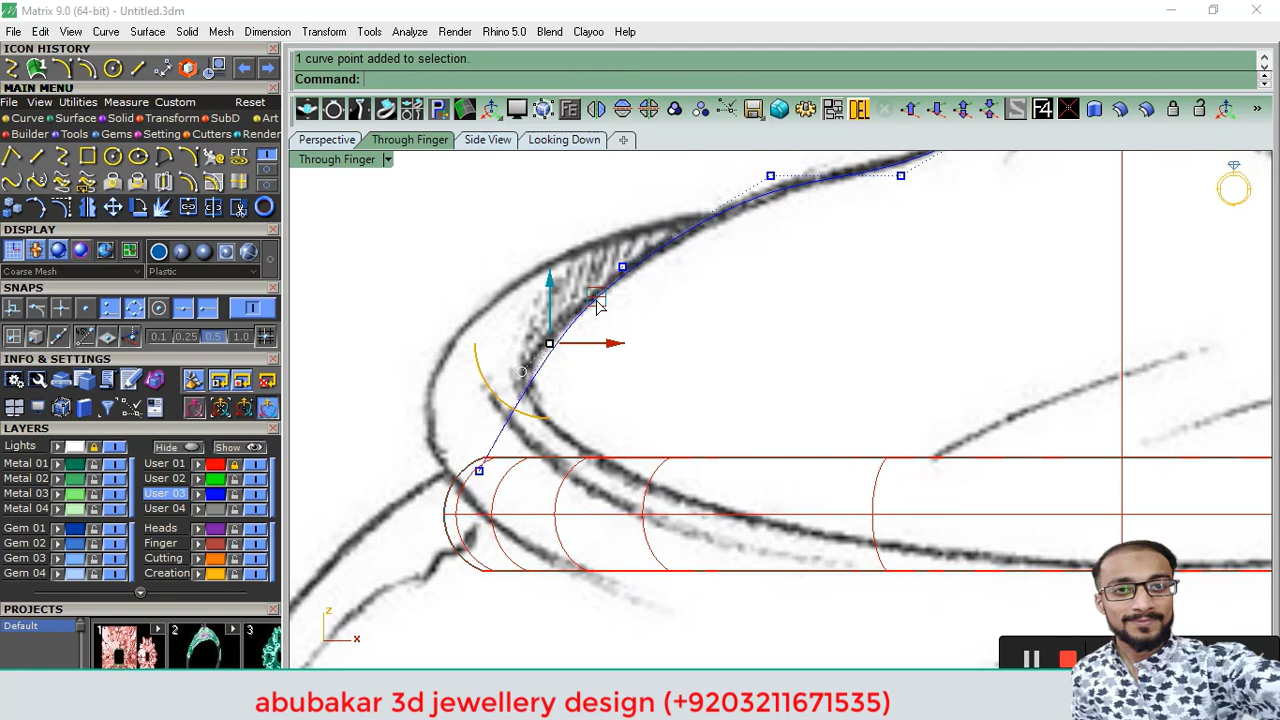 Matrix 9.0 (64-bit) - Untitled.3dm
File Edit View Curve Surface Solid Mesh Dimension Transform Tools Analyze Render Rhino 5.0 Blend Clayoo Help
ICON HISTORY
1 curve point added to selection.
Command:
MAIN MENU
File View Utilities Measure Custom Reset
Curve Surface Solid Transform SubD Art
Builder Tools Gems Setting Cutters Render
F4
DEL
Perspective Through Finger Side View Looking Down
Through Finger
FIT
DISPLAY
Coarse Mesh Plastic
SNAPS
0.1 0.25 0.5 1.0
INFO & SETTINGS
LAYERS
Lights Hide Show
Metal 01 User 01
Metal 02 User 02
Metal 03 User 03
Metal 04 User 04
Gem 01 Heads
Gem 02 Finger
Gem 03 Cutting
Gem 04 Creation
PROJECTS
Default
1 2 3
z
x
abubakar 3d jewellery design (+9203211671535)